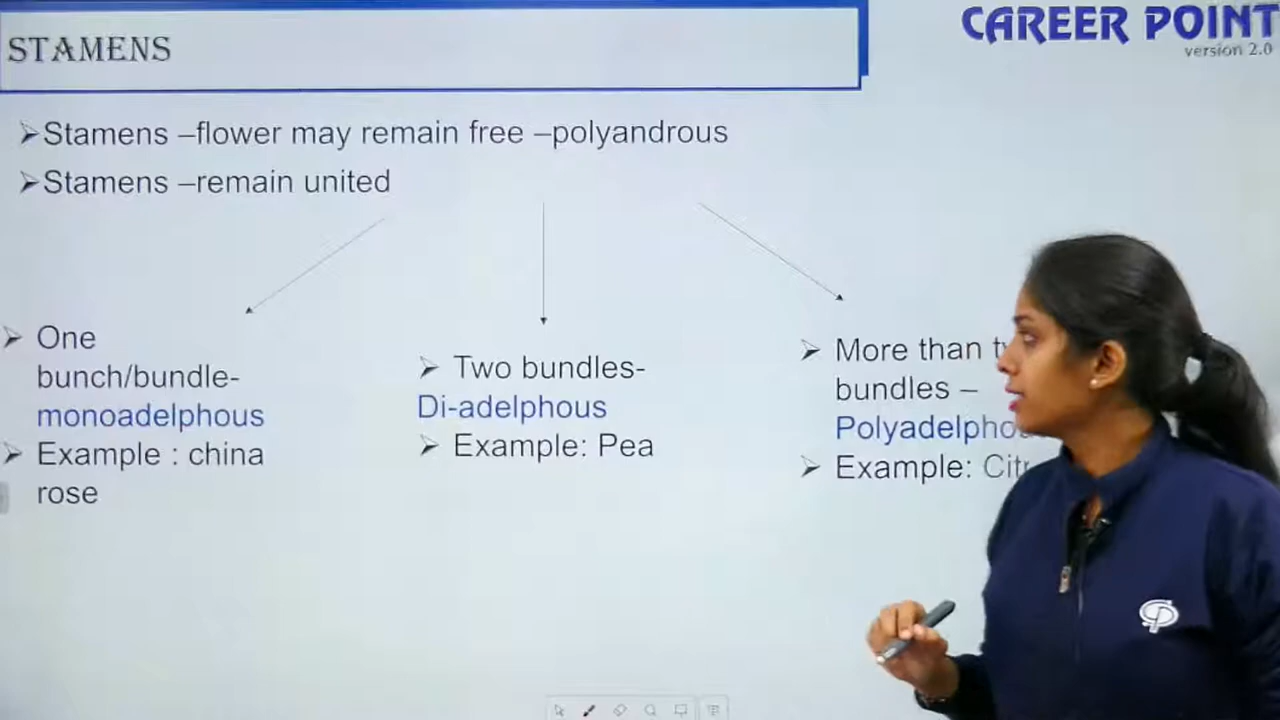 STAMENS
CAREER POINT
version 2.0
➢Stamens –flower may remain free –polyandrous
➢Stamens –remain united
➢ One
bunch/bundle-
monoadelphous
➢ Example : china
rose
➢ Two bundles-
Di-adelphous
➢ Example: Pea
➢ More than
bundles –
➢ Example: